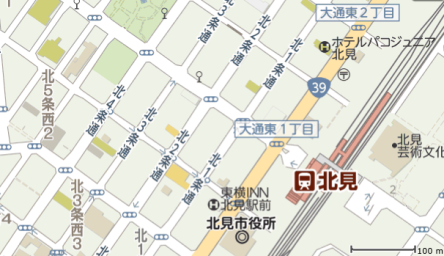 大通東2丁目
ホテルパコジュニア
北見
39
北1条通
北2条通
北3条通
北5条西2
北4条通
北3条通
北2条通
大通東1丁目
北見
芸術文化
北見
北1条通
東横INN
北見駅前
北3条西3
北見市役所
北1
100 m